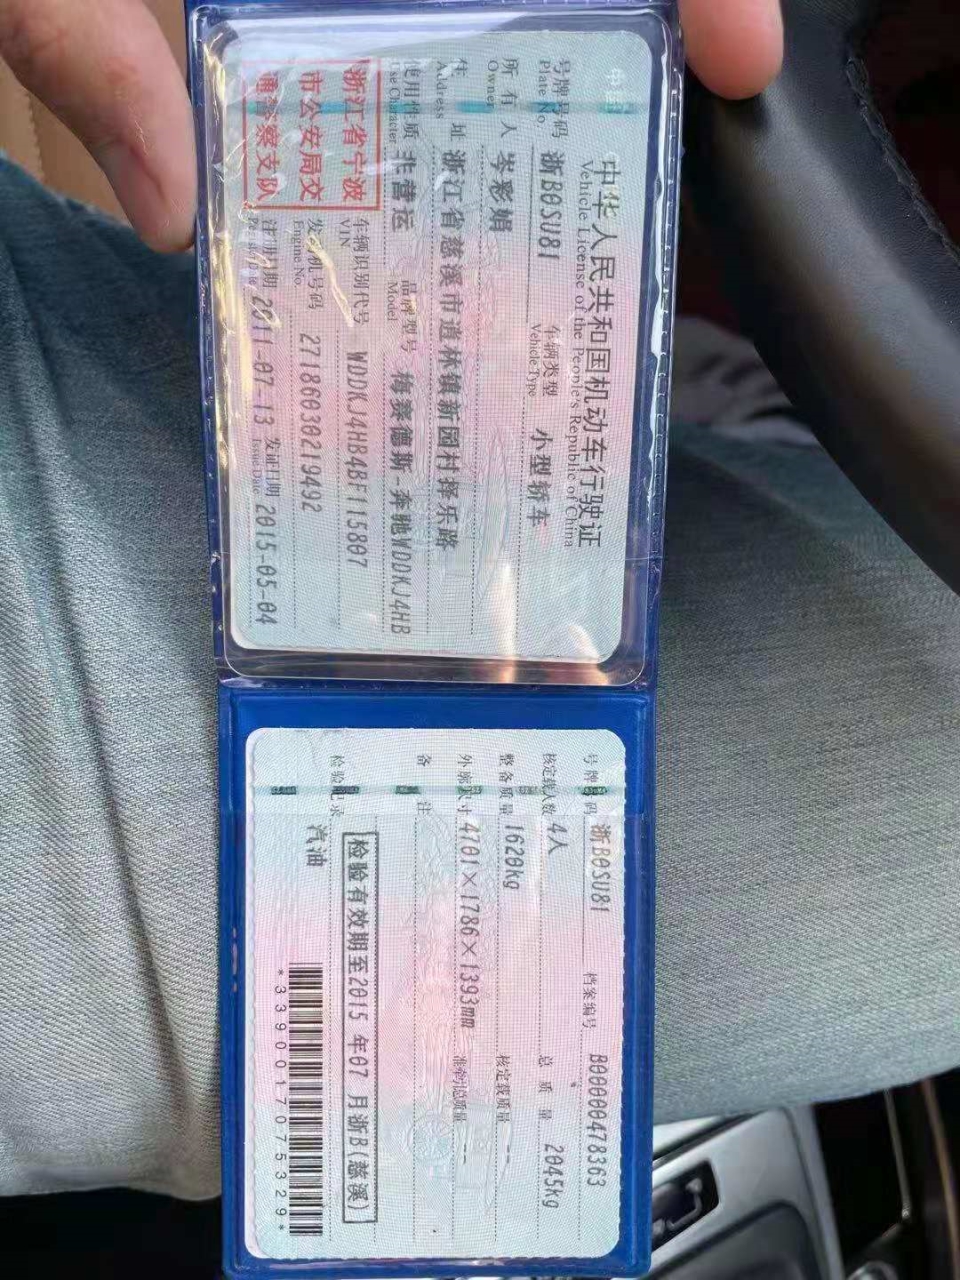 中华人民共和国机动车行驶证
Vehicle License of the People's Republic of China
号牌号码 浙B0SU81 车辆类型 小型轿车
Plate No. Vehicle Type
所有人 岑彩娟
Owner
住址 浙江省慈溪市道林镇新园村择乐路
Address
使用性质 非营运 品牌型号 梅赛德斯-奔驰WDDKJ4HB
Use Character Model
浙江省宁波
市公安局交
通警察支队
车辆识别代号 WDDKJ4HB4BF115807
VIN
发动机号码 27186030219492
Engine No.
注册日期 2011-07-13 发证日期 2015-05-04
Issue Date
号牌号码 浙B0SU81 档案编号 B00000478363
核定载人数 4人 总质量 2045kg
整备质量 1620kg 核定载质量 --
外廓尺寸 4701×1786×1393mm 准牵引总质量 --
备注
检验有效期至2015年07月浙B(慈溪)
检验记录
汽油
*3390017075329*